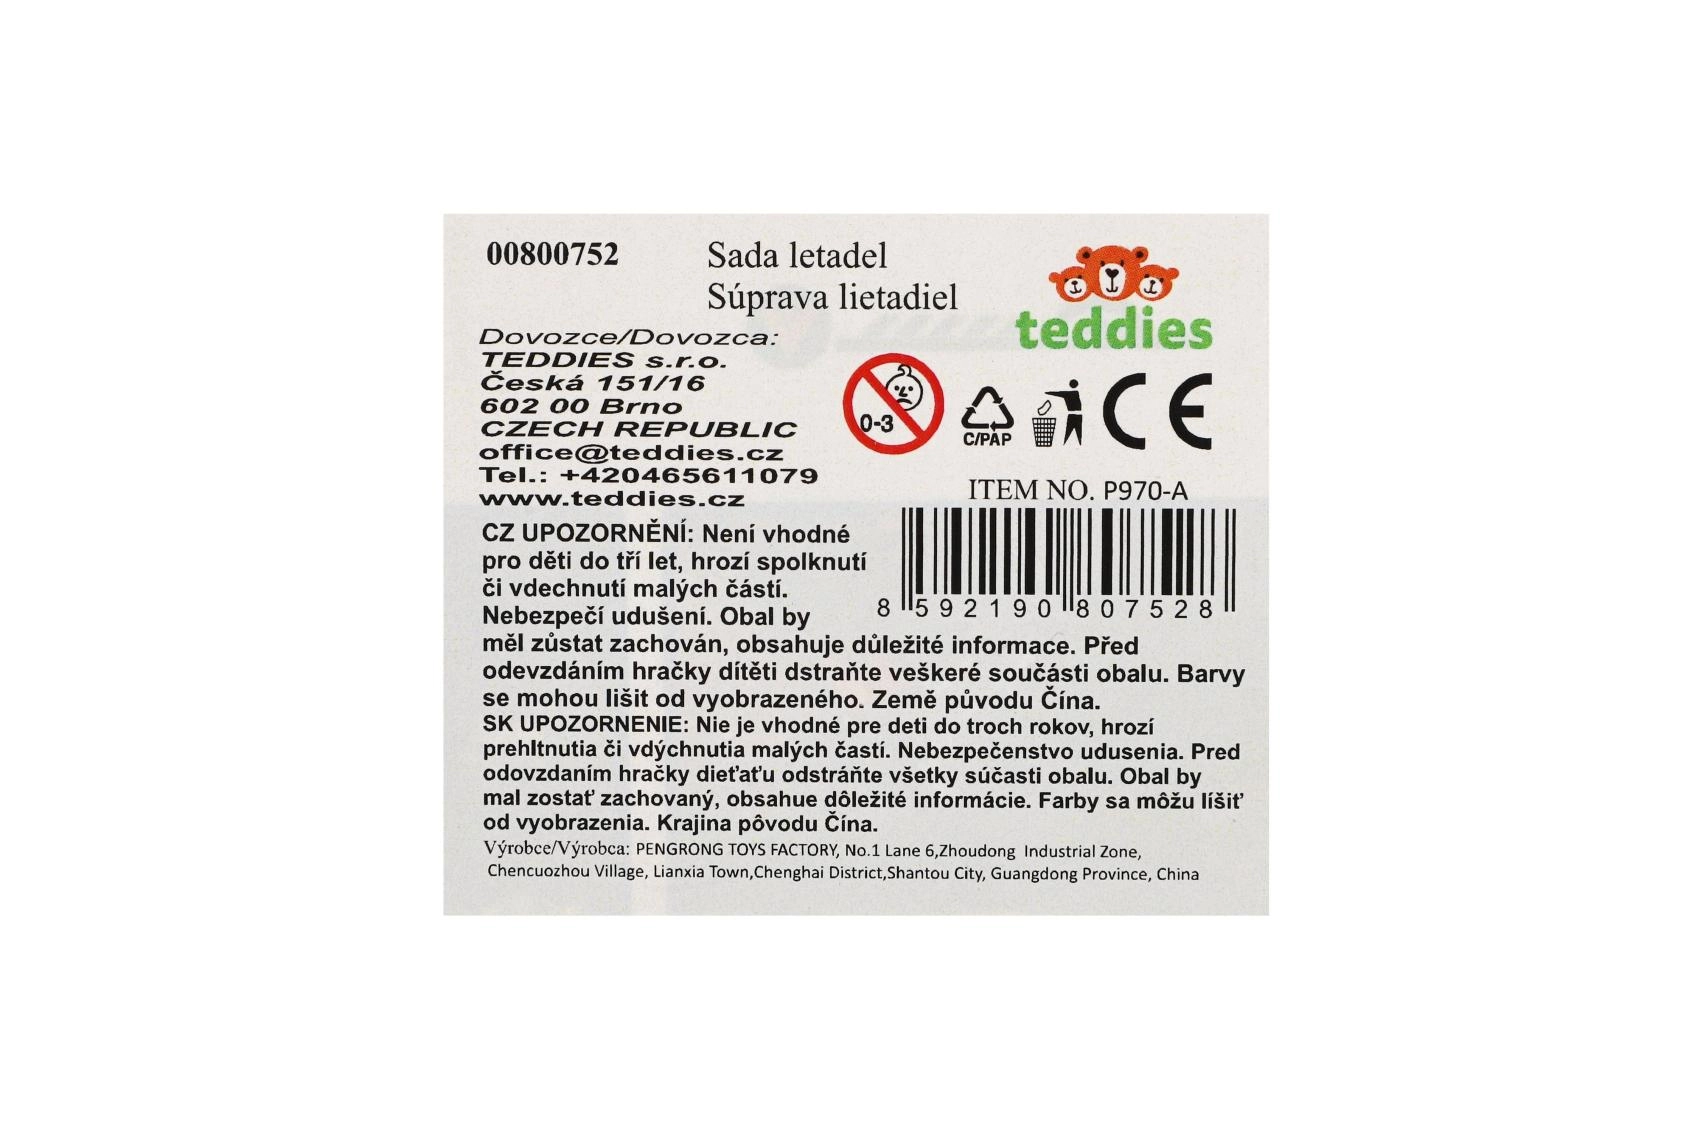 00800752
Sada letadel
Súprava lietadiel
teddies
Dovozce/Dovozca:
TEDDIES s.r.o.
Česká 151/16
602 00 Brno
CZECH REPUBLIC
office@teddies.cz
Tel.: +420465611079
www.teddies.cz
0-3
C/PAP
CE
ITEM NO. P970-A
8 592190 807528
CZ UPOZORNĚNÍ: Není vhodné
pro děti do tří let, hrozí spolknutí
či vdechnutí malých částí.
Nebezpečí udušení. Obal by
měl zůstat zachován, obsahuje důležité informace. Před
odevzdáním hračky dítěti dstraňte veškeré součásti obalu. Barvy
se mohou lišit od vyobrazeného. Země původu Čína.
SK UPOZORNENIE: Nie je vhodné pre deti do troch rokov, hrozí
prehltnutia či vdýchnutia malých častí. Nebezpečenstvo udusenia. Pred
odovzdaním hračky dieťaťu odstráňte všetky súčasti obalu. Obal by
mal zostať zachovaný, obsahue dôležité informácie. Farby sa môžu líšiť
od vyobrazenia. Krajina pôvodu Čína.
Výrobce/Výrobca: PENGRONG TOYS FACTORY, No.1 Lane 6,Zhoudong Industrial Zone,
Chencuozhou Village, Lianxia Town,Chenghai District,Shantou City, Guangdong Province, China